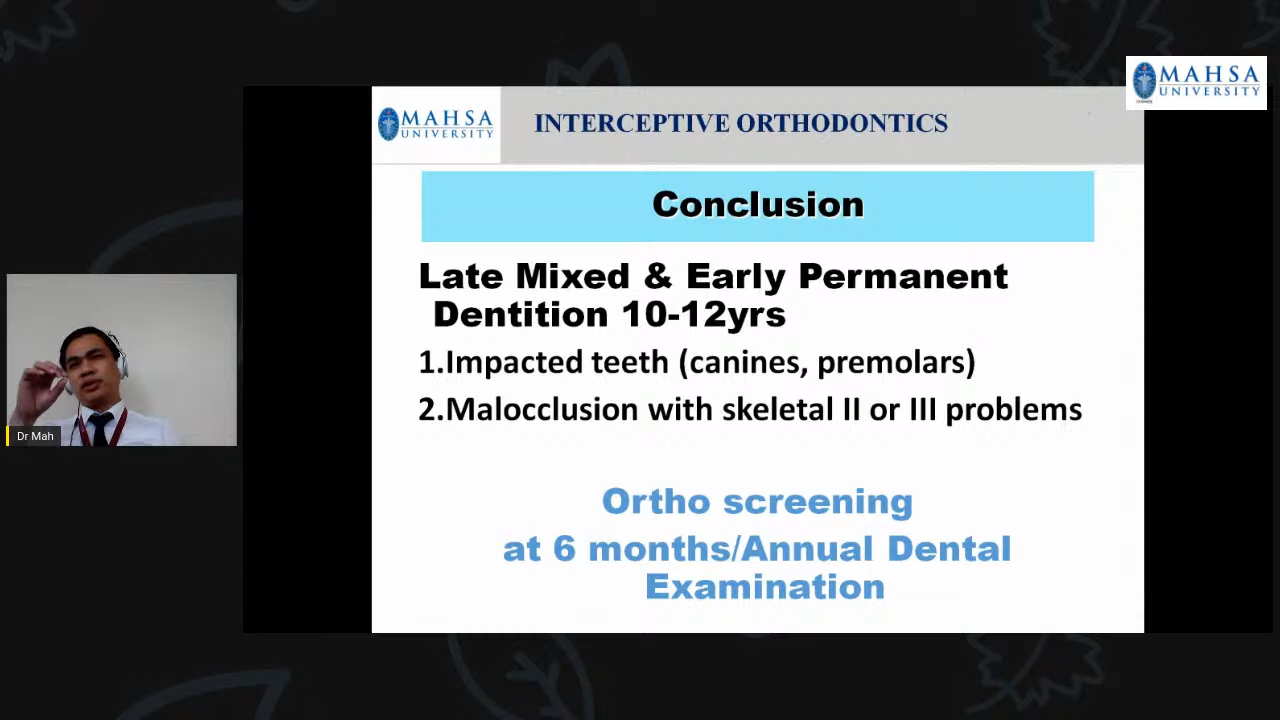 MAHSA
UNIVERSITY
MAHSA
UNIVERSITY
INTERCEPTIVE ORTHODONTICS
Conclusion
Late Mixed & Early Permanent
Dentition 10-12yrs
1.Impacted teeth (canines, premolars)
2.Malocclusion with skeletal II or III problems
Ortho screening
at 6 months/Annual Dental
Examination
Dr Mah